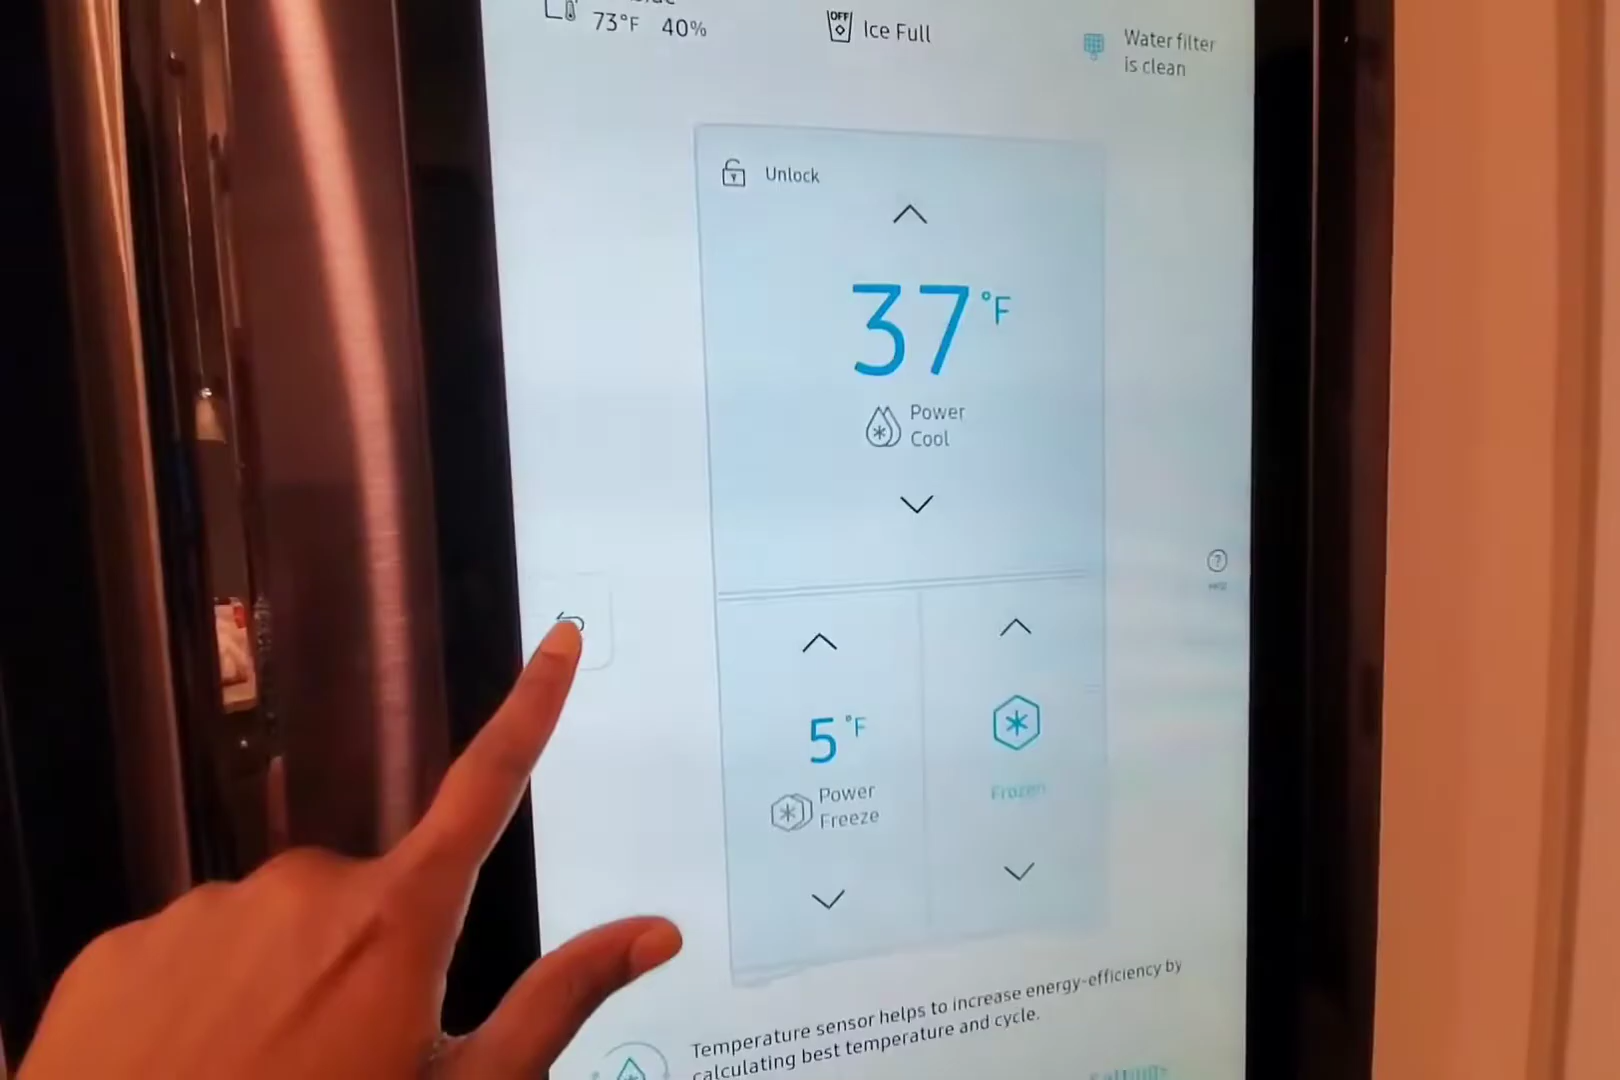 73°F 40%
OFF
Ice Full
Water filter
is clean
Unlock
37°F
Power
Cool
5°F
Power
Freeze
Frozen
Temperature sensor helps to increase energy-efficiency by
calculating best temperature and cycle.